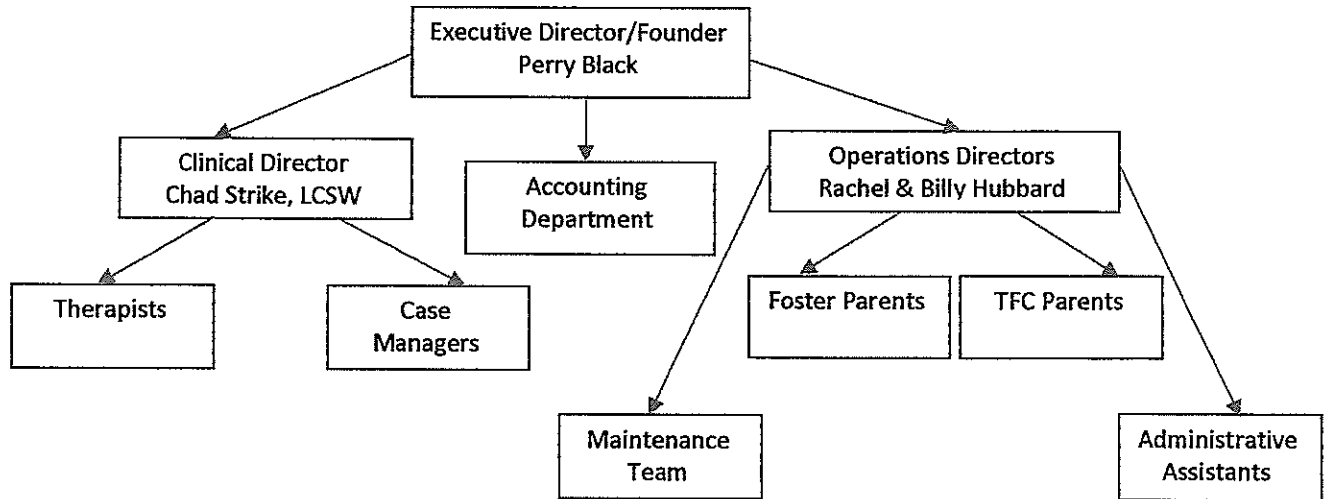 Executive Director/Founder
Perry Black
Clinical Director
Chad Strike, LCSW
Accounting
Department
Operations Directors
Rachel & Billy Hubbard
Therapists
Case
Managers
Foster Parents
TFC Parents
Maintenance
Team
Administrative
Assistants